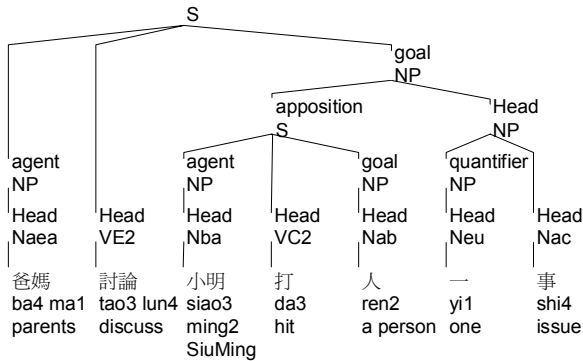 S
goal
NP
apposition Head
S NP
agent agent goal quantifier
NP NP NP NP
Head Head Head Head Head Head Head
Naea VE2 Nba VC2 Nab Neu Nac
爸媽 討論 小明 打 人 一 事
ba4 ma1 tao3 lun4 siao3 da3 ren2 yi1 shi4
parents discuss ming2 hit a person one issue
SiuMing